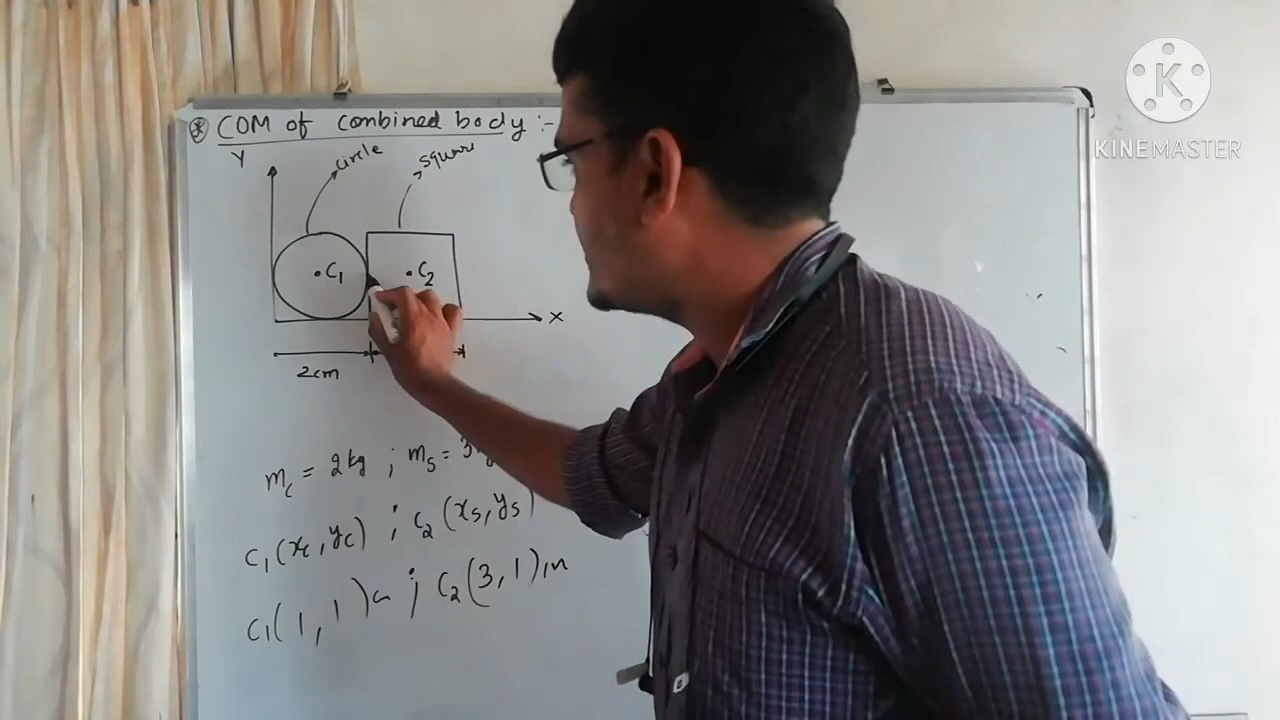 * COM of combined body :-
Y
circle
square
C1
C2
x
2cm
mc = 2kg ; ms = 3
C1(xc, yc) ; C2 (xs, ys)
C1(1, 1) ; C2(3, 1)
K
KINEMASTER